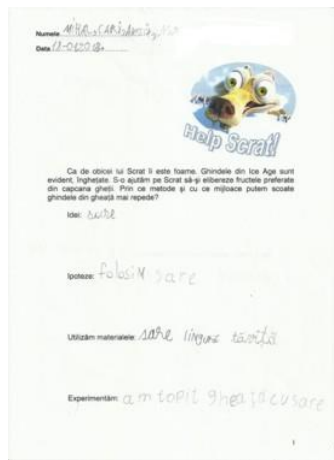 Numele
Data
Help Scrat!
Ca de obicei lui Scrat îi este foame. Ghindele din Ice Age sunt
evident, înghețate. S-o ajutăm pe Scrat să-și elibereze fructele preferate
din capcana gheții. Prin ce metode și cu ce mijloace putem scoate
ghindele din gheață mai repede?
Idei: sare
Ipoteze: folosim sare
Utilizăm materialele: sare lingura tăviță
Experimentăm: am topit gheața cu sare
1